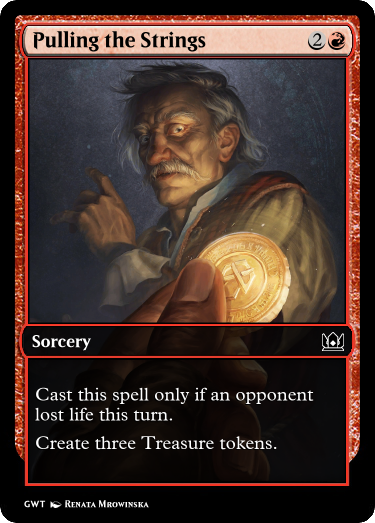 Pulling the Strings 2
Sorcery
Cast this spell only if an opponent
lost life this turn.
Create three Treasure tokens.
GWT Renata Mrowinska